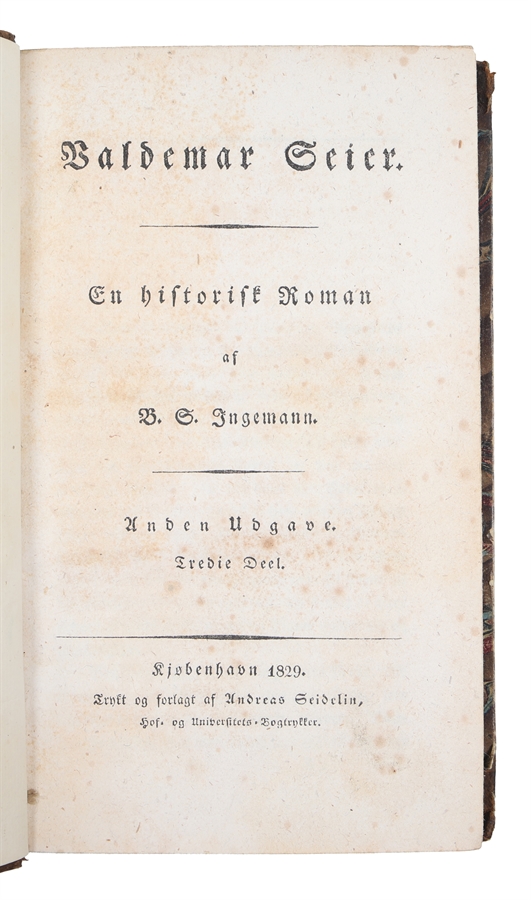 Valdemar Seier.
En historisk Roman
af
B. S. Ingemann.
Anden Udgave.
Tredie Deel.
Kjøbenhavn 1829.
Trykt og forlagt af Andreas Seidelin,
Hof- og Universitets-Bogtrykker.